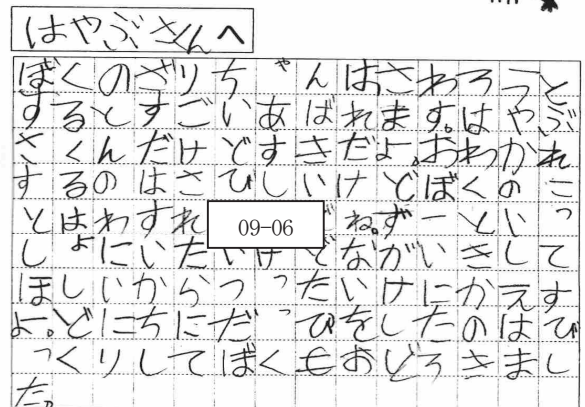 はやぶさくんへ
ぼくのざりちゃんはさわろうと
するとすごいあばれます。はやぶ
さくんだけどすきだよ。おわかれ
するのはさびしいけどぼくのこ
とはわすれ 09-06 ね。ずーといっ
しょにいたいけどながいきして
ほしいからつったいけにかえす
よ。どにちにだっぴをしたのはび
っくりしてぼくもおどろきまし
た。